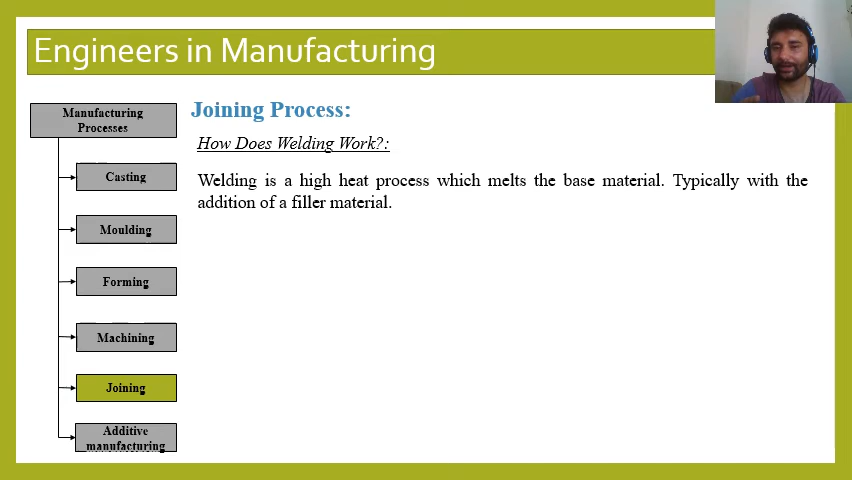 Engineers in Manufacturing
Manufacturing
Processes
Casting
Moulding
Forming
Machining
Joining
Additive
manufacturing
Joining Process:
How Does Welding Work?:
Welding is a high heat process which melts the base material. Typically with the
addition of a filler material.